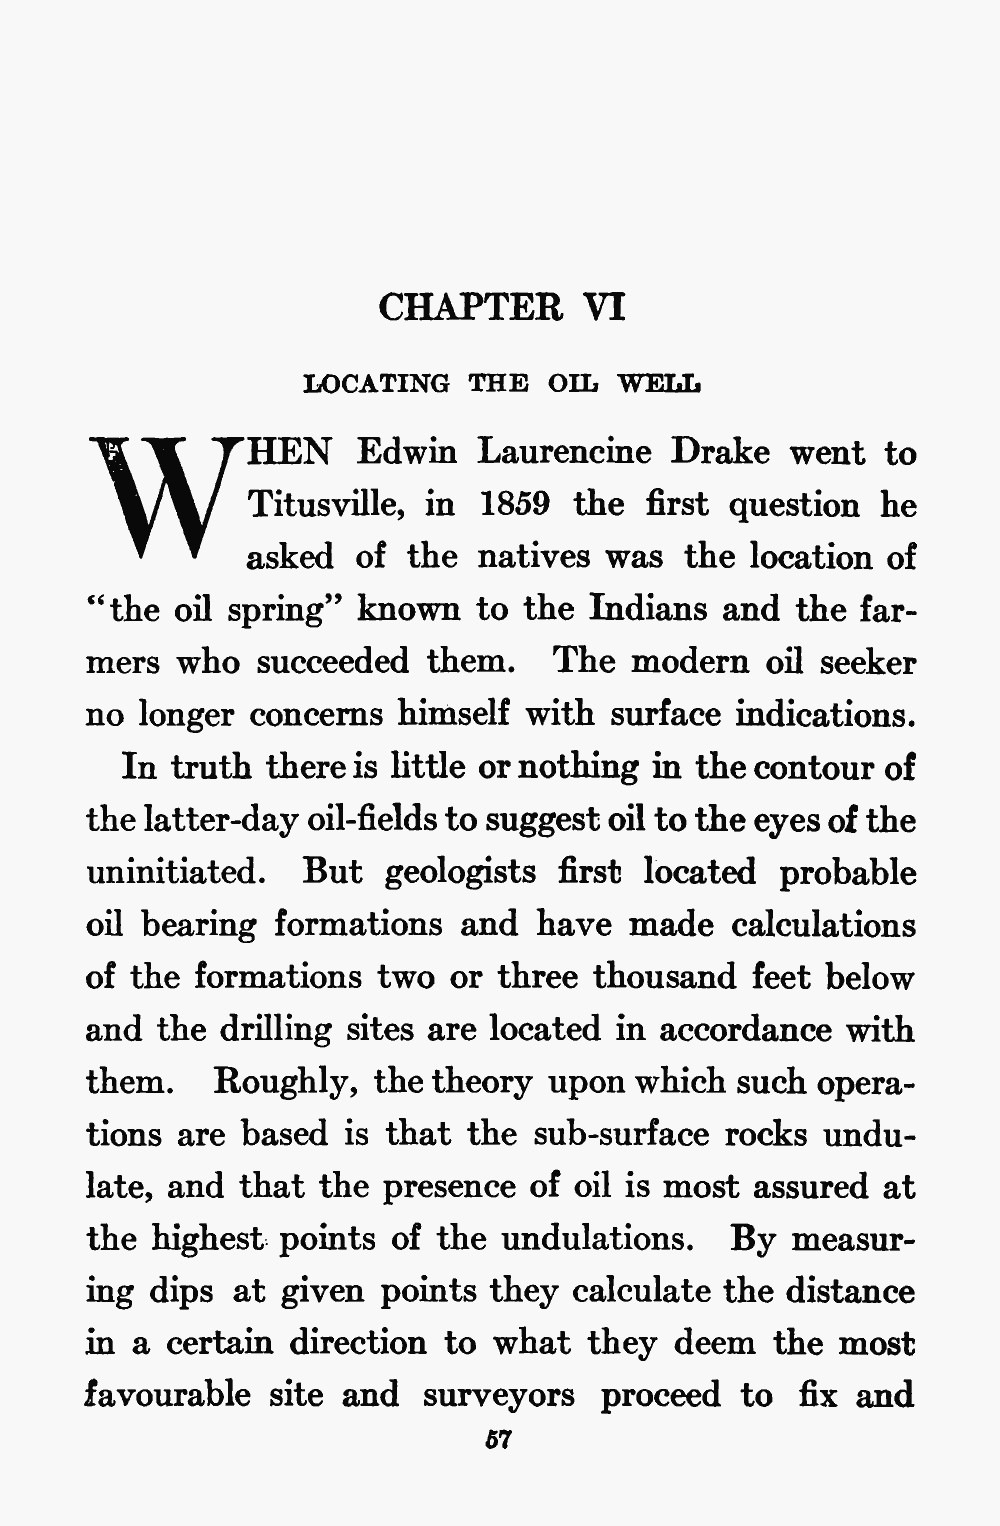 CHAPTER VI
LOCATING THE OIL WELL
WHEN Edwin Laurencine Drake went to
Titusville, in 1859 the first question he
asked of the natives was the location of
“the oil spring” known to the Indians and the far-
mers who succeeded them. The modern oil seeker
no longer concerns himself with surface indications.
In truth there is little or nothing in the contour of
the latter-day oil-fields to suggest oil to the eyes of the
uninitiated. But geologists first located probable
oil bearing formations and have made calculations
of the formations two or three thousand feet below
and the drilling sites are located in accordance with
them. Roughly, the theory upon which such opera-
tions are based is that the sub-surface rocks undu-
late, and that the presence of oil is most assured at
the highest points of the undulations. By measur-
ing dips at given points they calculate the distance
in a certain direction to what they deem the most
favourable site and surveyors proceed to fix and
57